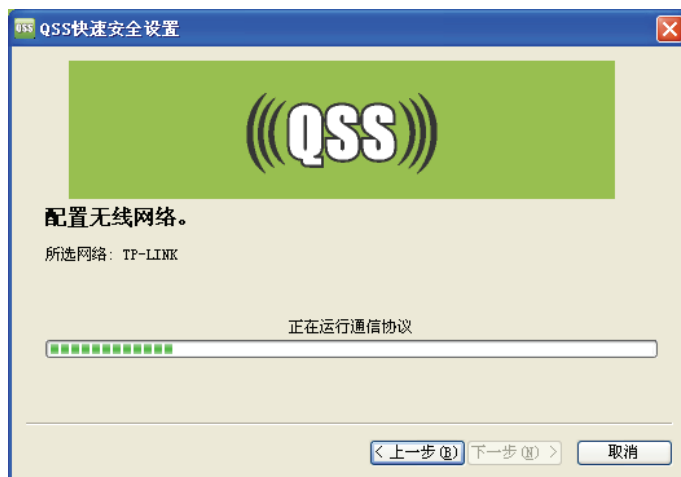 QSS QSS快速安全设置
(((QSS)))
配置无线网络。
所选网络: TP-LINK
正在运行通信协议
< 上一步(B) 下一步(N) > 取消